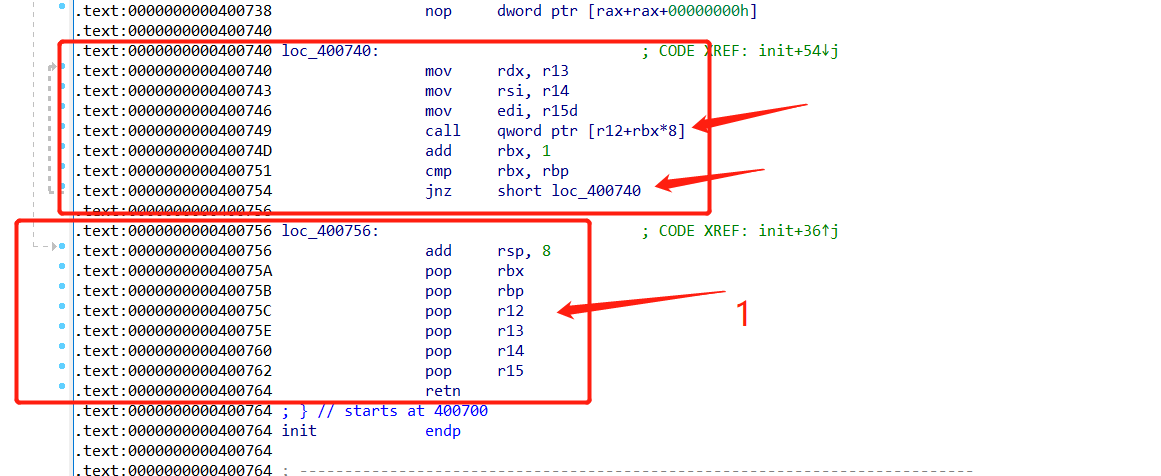 .text:0000000000400738 nop dword ptr [rax+rax+00000000h]
.text:0000000000400740
.text:0000000000400740 loc_400740: ; CODE XREF: init+54↓j
.text:0000000000400740 mov rdx, r13
.text:0000000000400743 mov rsi, r14
.text:0000000000400746 mov edi, r15d
.text:0000000000400749 call qword ptr [r12+rbx*8]
.text:000000000040074D add rbx, 1
.text:0000000000400751 cmp rbx, rbp
.text:0000000000400754 jnz short loc_400740
.text:0000000000400756
.text:0000000000400756 loc_400756: ; CODE XREF: init+36↑j
.text:0000000000400756 add rsp, 8
.text:000000000040075A pop rbx
.text:000000000040075B pop rbp
.text:000000000040075C pop r12
.text:000000000040075E pop r13
.text:0000000000400760 pop r14
.text:0000000000400762 pop r15
.text:0000000000400764 retn
.text:0000000000400764 ; } // starts at 400700
.text:0000000000400764 init endp
.text:0000000000400764
.text:0000000000400764 ; ---------------------------------------------------------------------------
1